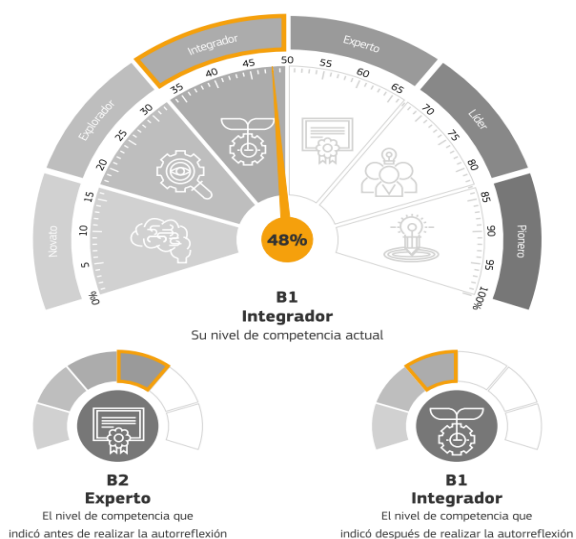 Novato
Explorador
Integrador
Experto
Líder
Pionero
%0
5
10
15
20
25
30
35
40
45
50
55
60
65
70
75
80
85
90
95
100%
48%
B1
Integrador
Su nivel de competencia actual
B2
Experto
El nivel de competencia que
indicó antes de realizar la autorreflexión
B1
Integrador
El nivel de competencia que
indicó después de realizar la autorreflexión